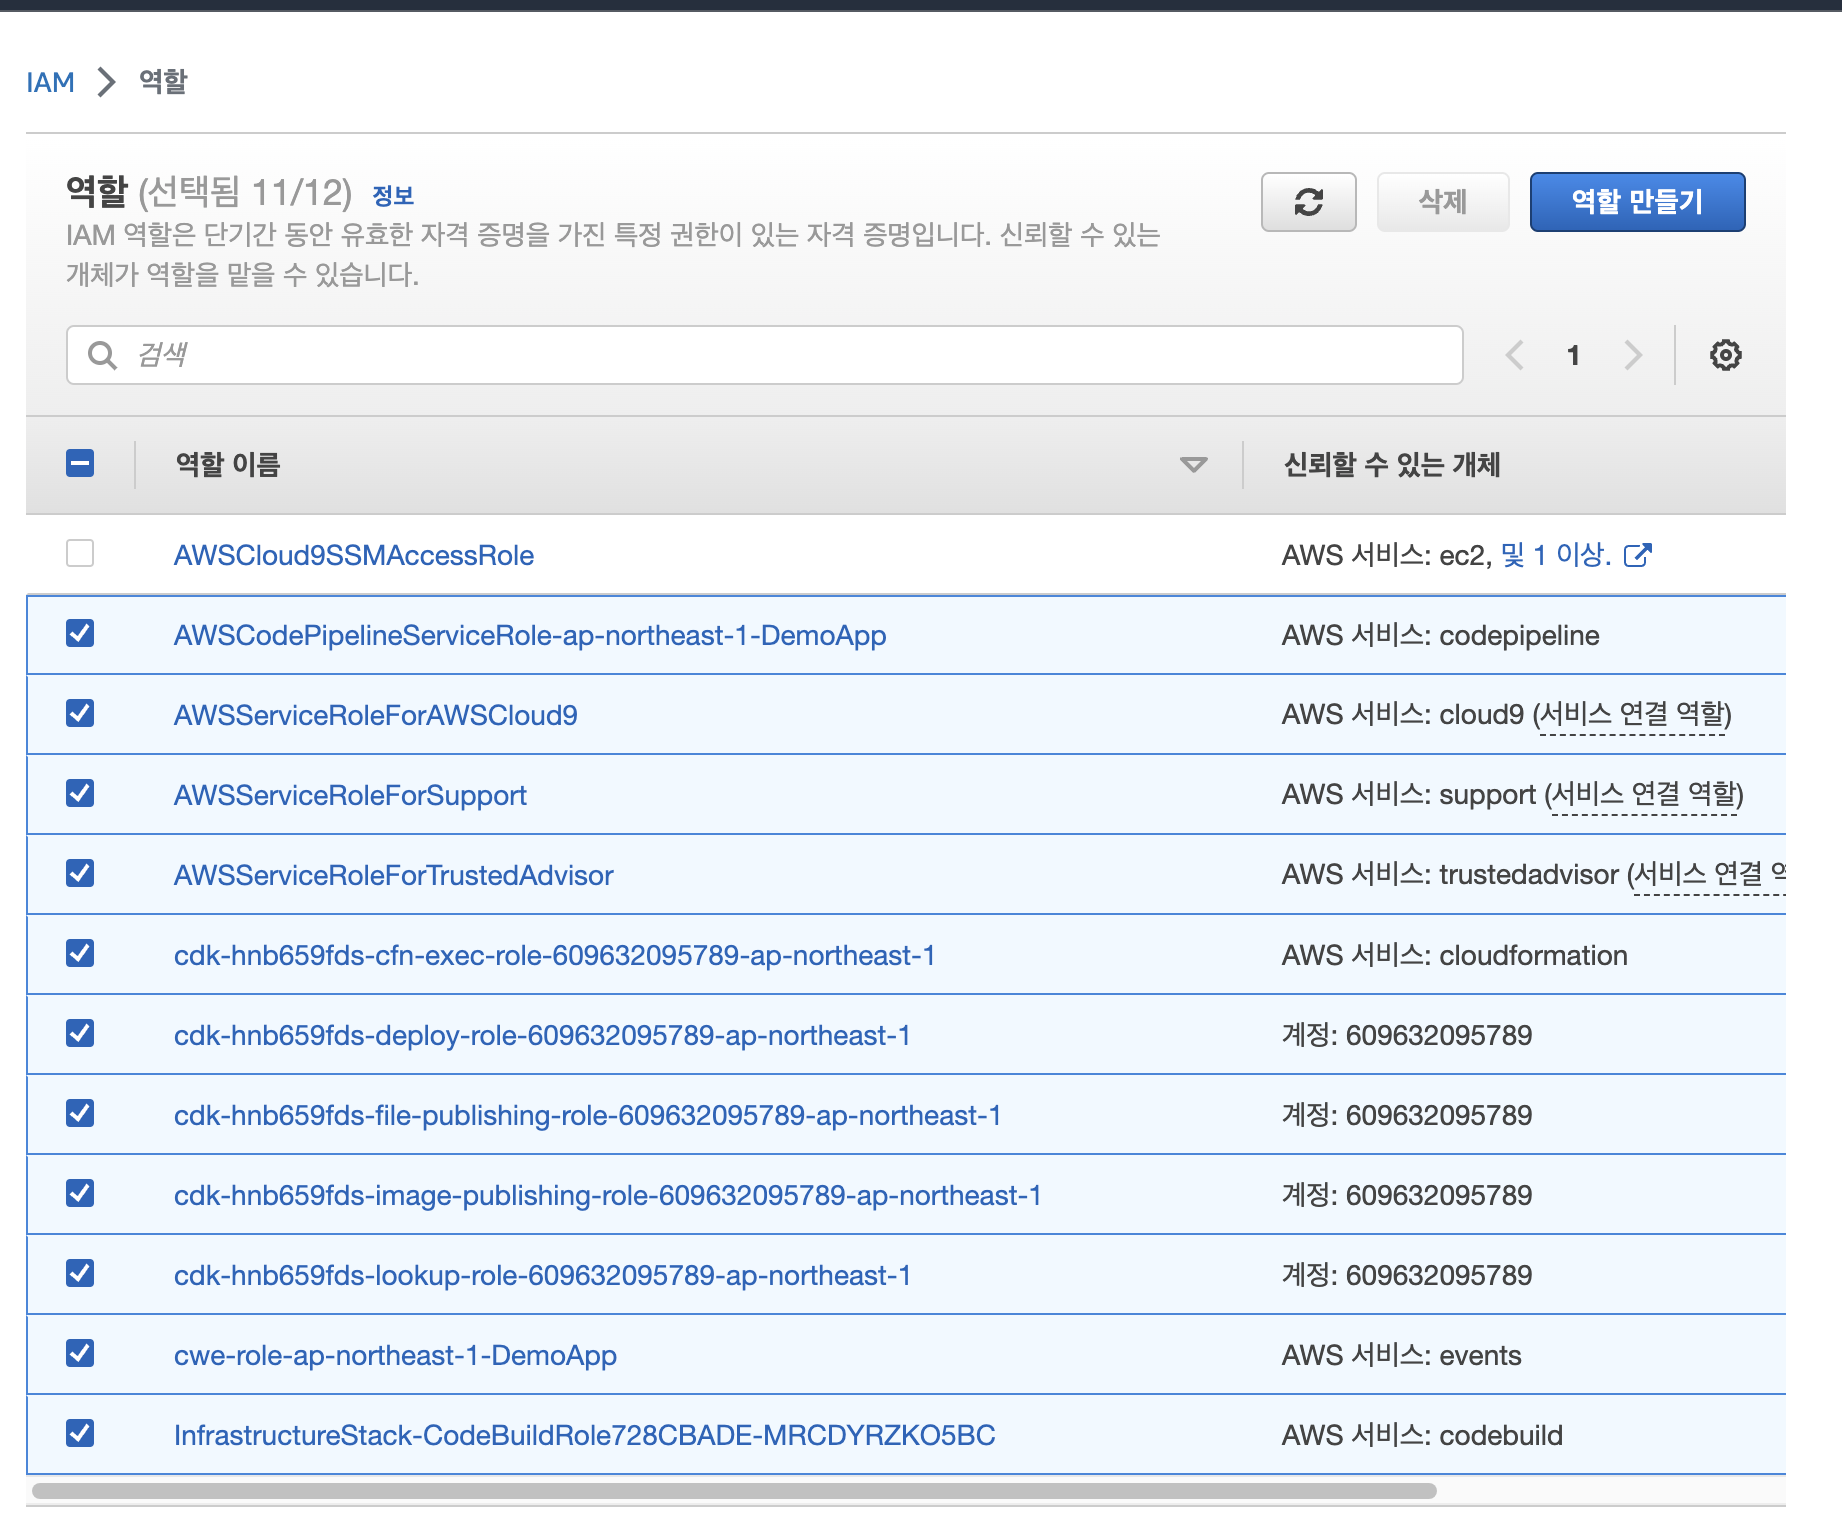 IAM > 역할
역할 (선택됨 11/12) 정보
삭제
역할 만들기
IAM 역할은 단기간 동안 유효한 자격 증명을 가진 특정 권한이 있는 자격 증명입니다. 신뢰할 수 있는
개체가 역할을 맡을 수 있습니다.
검색
1
역할 이름 신뢰할 수 있는 개체
AWSCloud9SSMAccessRole AWS 서비스: ec2, 및 1 이상.
AWSCodePipelineServiceRole-ap-northeast-1-DemoApp AWS 서비스: codepipeline
AWSServiceRoleForAWSCloud9 AWS 서비스: cloud9 (서비스 연결 역할)
AWSServiceRoleForSupport AWS 서비스: support (서비스 연결 역할)
AWSServiceRoleForTrustedAdvisor AWS 서비스: trustedadvisor (서비스 연결
cdk-hnb659fds-cfn-exec-role-609632095789-ap-northeast-1 AWS 서비스: cloudformation
cdk-hnb659fds-deploy-role-609632095789-ap-northeast-1 계정: 609632095789
cdk-hnb659fds-file-publishing-role-609632095789-ap-northeast-1 계정: 609632095789
cdk-hnb659fds-image-publishing-role-609632095789-ap-northeast-1 계정: 609632095789
cdk-hnb659fds-lookup-role-609632095789-ap-northeast-1 계정: 609632095789
cwe-role-ap-northeast-1-DemoApp AWS 서비스: events
InfrastructureStack-CodeBuildRole728CBADE-MRCDYRZKO5BC AWS 서비스: codebuild